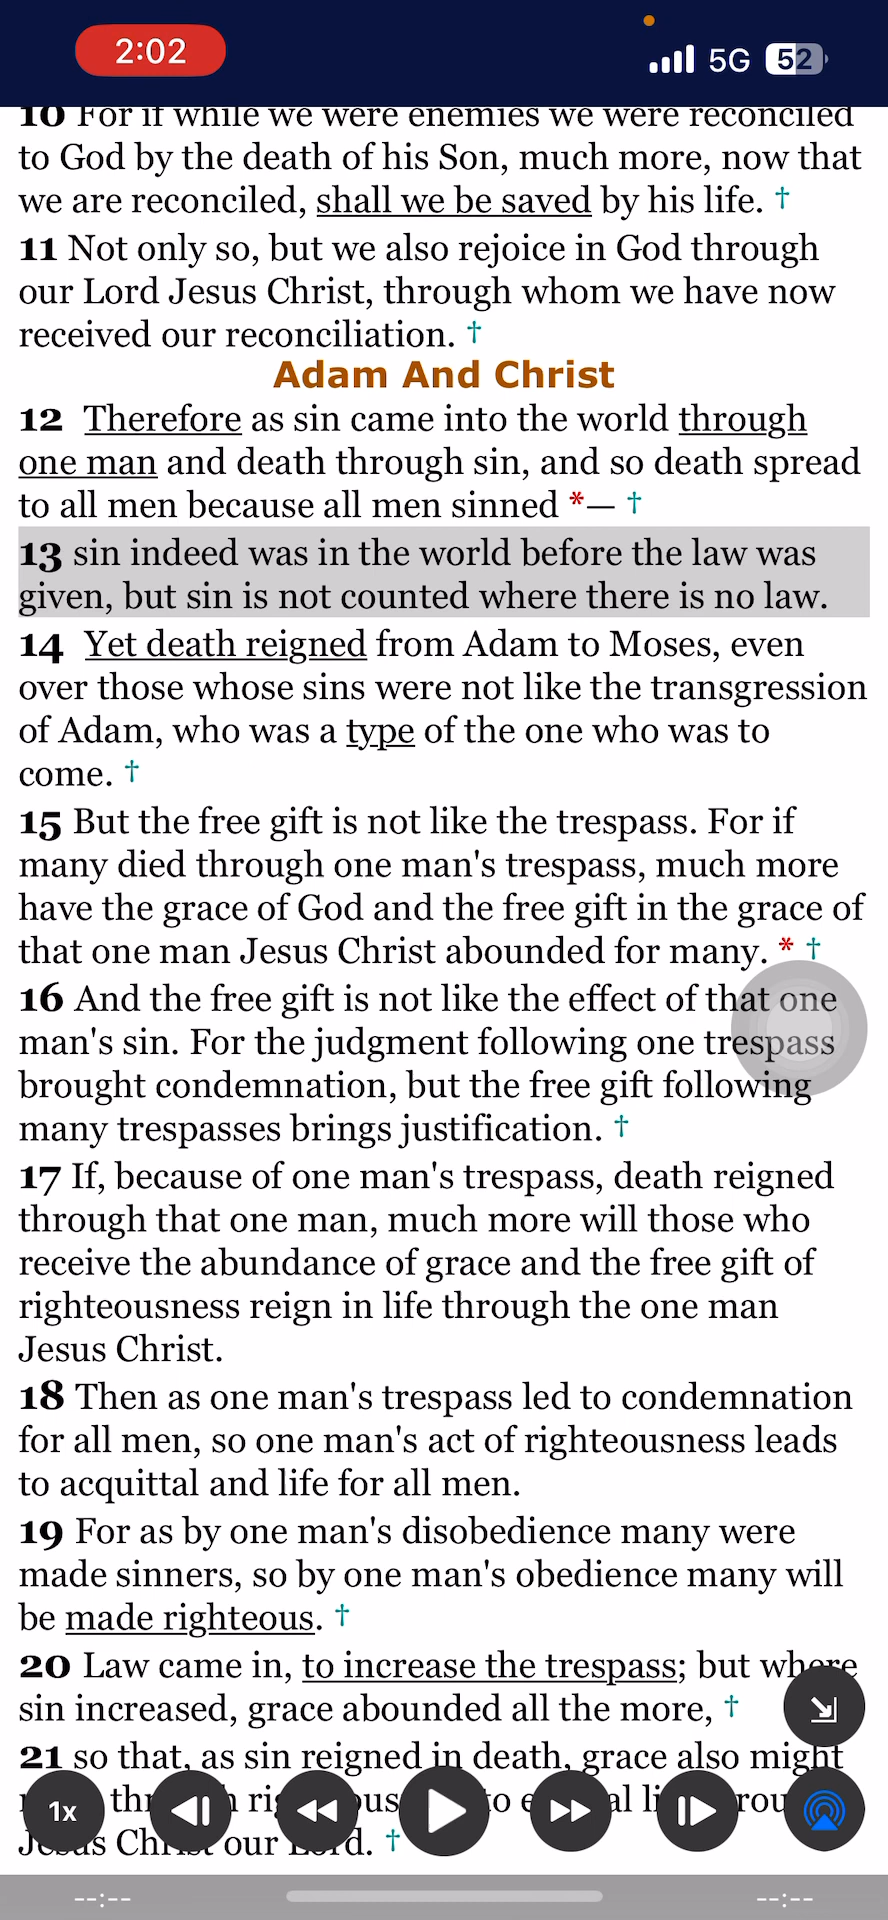 2:02
5G 52
10 For if while we were enemies we were reconciled
to God by the death of his Son, much more, now that
we are reconciled, shall we be saved by his life. †
11 Not only so, but we also rejoice in God through
our Lord Jesus Christ, through whom we have now
received our reconciliation. †
Adam And Christ
12 Therefore as sin came into the world through
one man and death through sin, and so death spread
to all men because all men sinned *— †
13 sin indeed was in the world before the law was
given, but sin is not counted where there is no law.
14 Yet death reigned from Adam to Moses, even
over those whose sins were not like the transgression
of Adam, who was a type of the one who was to
come. †
15 But the free gift is not like the trespass. For if
many died through one man's trespass, much more
have the grace of God and the free gift in the grace of
that one man Jesus Christ abounded for many. * †
16 And the free gift is not like the effect of that one
man's sin. For the judgment following one trespass
brought condemnation, but the free gift following
many trespasses brings justification. †
17 If, because of one man's trespass, death reigned
through that one man, much more will those who
receive the abundance of grace and the free gift of
righteousness reign in life through the one man
Jesus Christ.
18 Then as one man's trespass led to condemnation
for all men, so one man's act of righteousness leads
to acquittal and life for all men.
19 For as by one man's disobedience many were
made sinners, so by one man's obedience many will
be made righteous. †
20 Law came in, to increase the trespass; but where
sin increased, grace abounded all the more, †
21 so that, as sin reigned in death, grace also might
1x
Jesus Christ our Lord. †
--:-- --:--